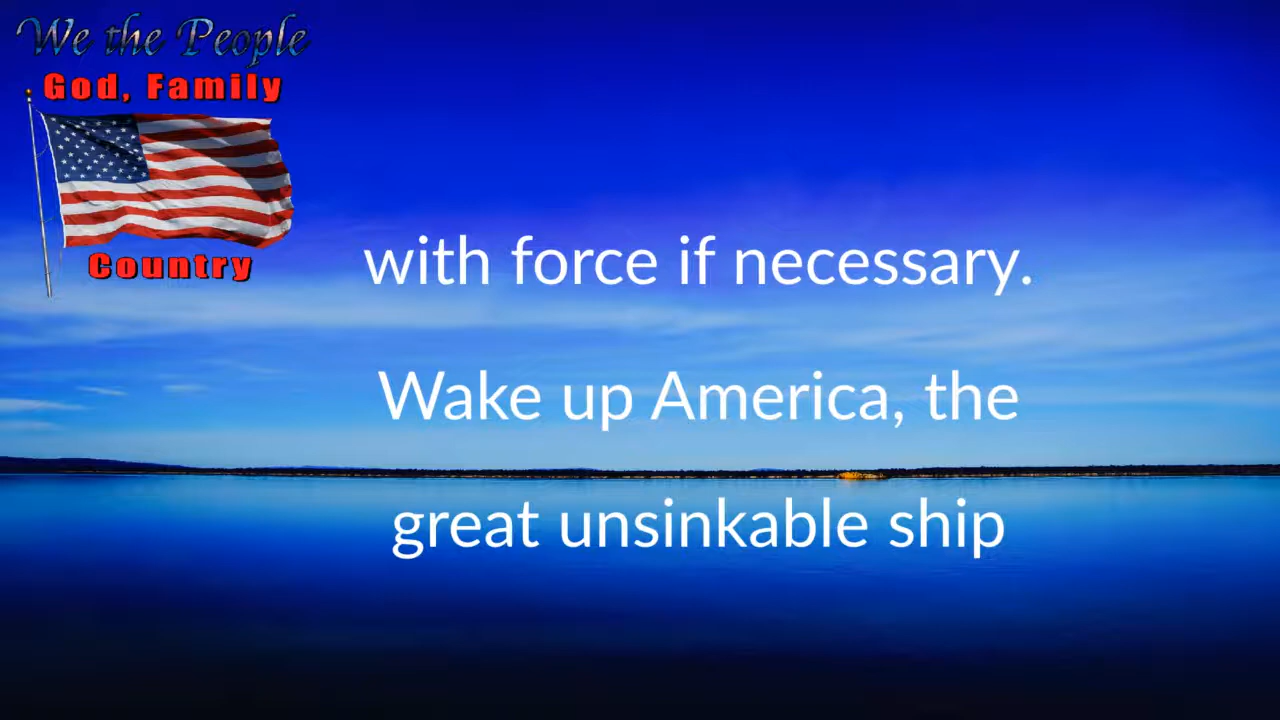 We the People
God, Family
Country
with force if necessary.
Wake up America, the
great unsinkable ship